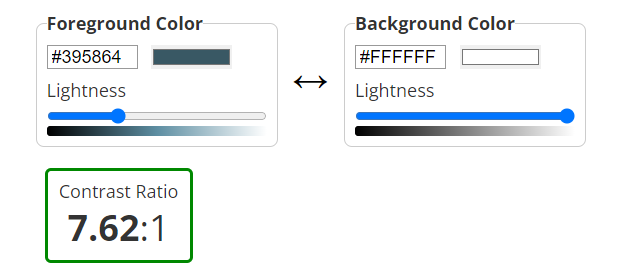 Foreground Color
#395864
Lightness
Background Color
#FFFFFF
Lightness
Contrast Ratio
7.62:1